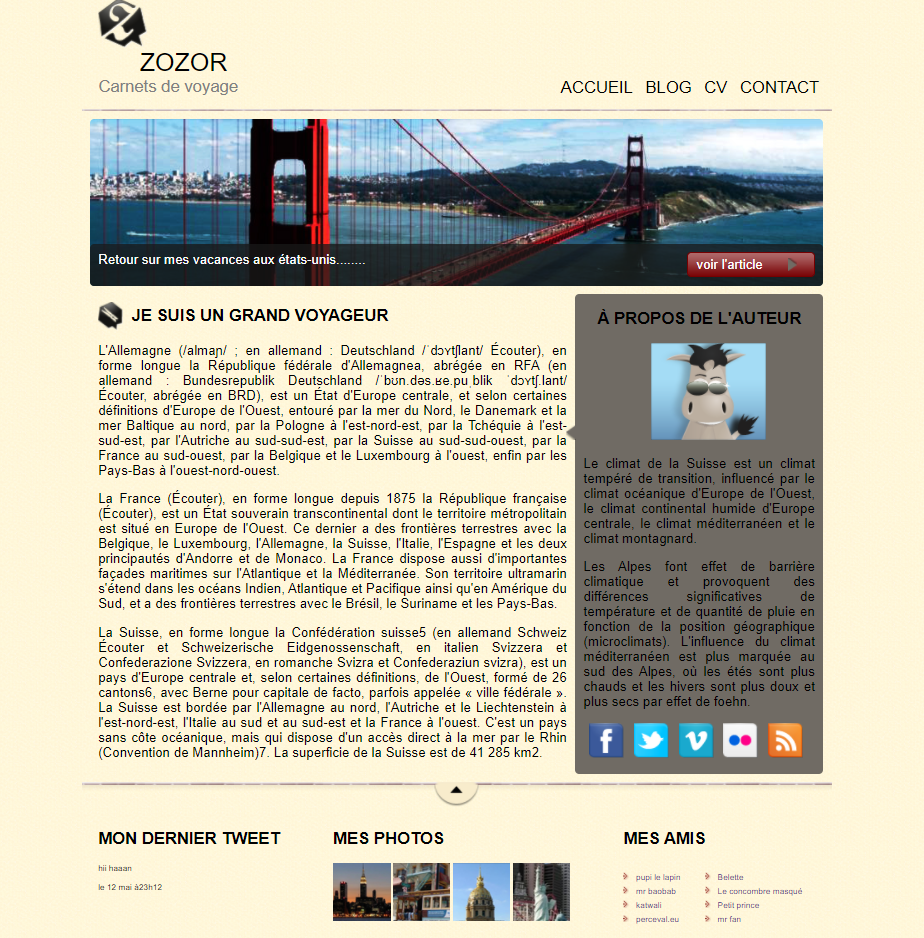 ZOZOR
Carnets de voyage
ACCUEIL BLOG CV CONTACT
Retour sur mes vacances aux états-unis........
voir l'article
JE SUIS UN GRAND VOYAGEUR
L'Allemagne (/almaɲ/ ; en allemand : Deutschland /ˈdɔʏtʃlant/ Écouter), en
forme longue la République fédérale d'Allemagnea, abrégée en RFA (en
allemand : Bundesrepublik Deutschland /ˈbʊn.dəs.ʁe.puˌblik ˈdɔʏtʃ.lant/
Écouter, abrégée en BRD), est un État d'Europe centrale, et selon certaines
définitions d'Europe de l'Ouest, entouré par la mer du Nord, le Danemark et la
mer Baltique au nord, par la Pologne à l'est-nord-est, par la Tchéquie à l'est-
sud-est, par l'Autriche au sud-sud-est, par la Suisse au sud-sud-ouest, par la
France au sud-ouest, par la Belgique et le Luxembourg à l'ouest, enfin par les
Pays-Bas à l'ouest-nord-ouest.
La France (Écouter), en forme longue depuis 1875 la République française
(Écouter), est un État souverain transcontinental dont le territoire métropolitain
est situé en Europe de l'Ouest. Ce dernier a des frontières terrestres avec la
Belgique, le Luxembourg, l'Allemagne, la Suisse, l'Italie, l'Espagne et les deux
principautés d'Andorre et de Monaco. La France dispose aussi d'importantes
façades maritimes sur l'Atlantique et la Méditerranée. Son territoire ultramarin
s'étend dans les océans Indien, Atlantique et Pacifique ainsi qu'en Amérique du
Sud, et a des frontières terrestres avec le Brésil, le Suriname et les Pays-Bas.
La Suisse, en forme longue la Confédération suisse5 (en allemand Schweiz
Écouter et Schweizerische Eidgenossenschaft, en italien Svizzera et
Confederazione Svizzera, en romanche Svizra et Confederaziun svizra), est un
pays d'Europe centrale et, selon certaines définitions, de l'Ouest, formé de 26
cantons6, avec Berne pour capitale de facto, parfois appelée « ville fédérale ».
La Suisse est bordée par l'Allemagne au nord, l'Autriche et le Liechtenstein à
l'est-nord-est, l'Italie au sud et au sud-est et la France à l'ouest. C'est un pays
sans côte océanique, mais qui dispose d'un accès direct à la mer par le Rhin
(Convention de Mannheim)7. La superficie de la Suisse est de 41 285 km2.
À PROPOS DE L'AUTEUR
Le climat de la Suisse est un climat
tempéré de transition, influencé par le
climat océanique d'Europe de l'Ouest,
le climat continental humide d'Europe
centrale, le climat méditerranéen et le
climat montagnard.
Les Alpes font effet de barrière
climatique et provoquent des
différences significatives de
température et de quantité de pluie en
fonction de la position géographique
(microclimats). L'influence du climat
méditerranéen est plus marquée au
sud des Alpes, où les étés sont plus
chauds et les hivers sont plus doux et
plus secs par effet de foehn.
MON DERNIER TWEET
hii haaan
le 12 mai à23h12
MES PHOTOS
MES AMIS
pupi le lapin
mr baobab
katwali
perceval.eu
Belette
Le concombre masqué
Petit prince
mr fan